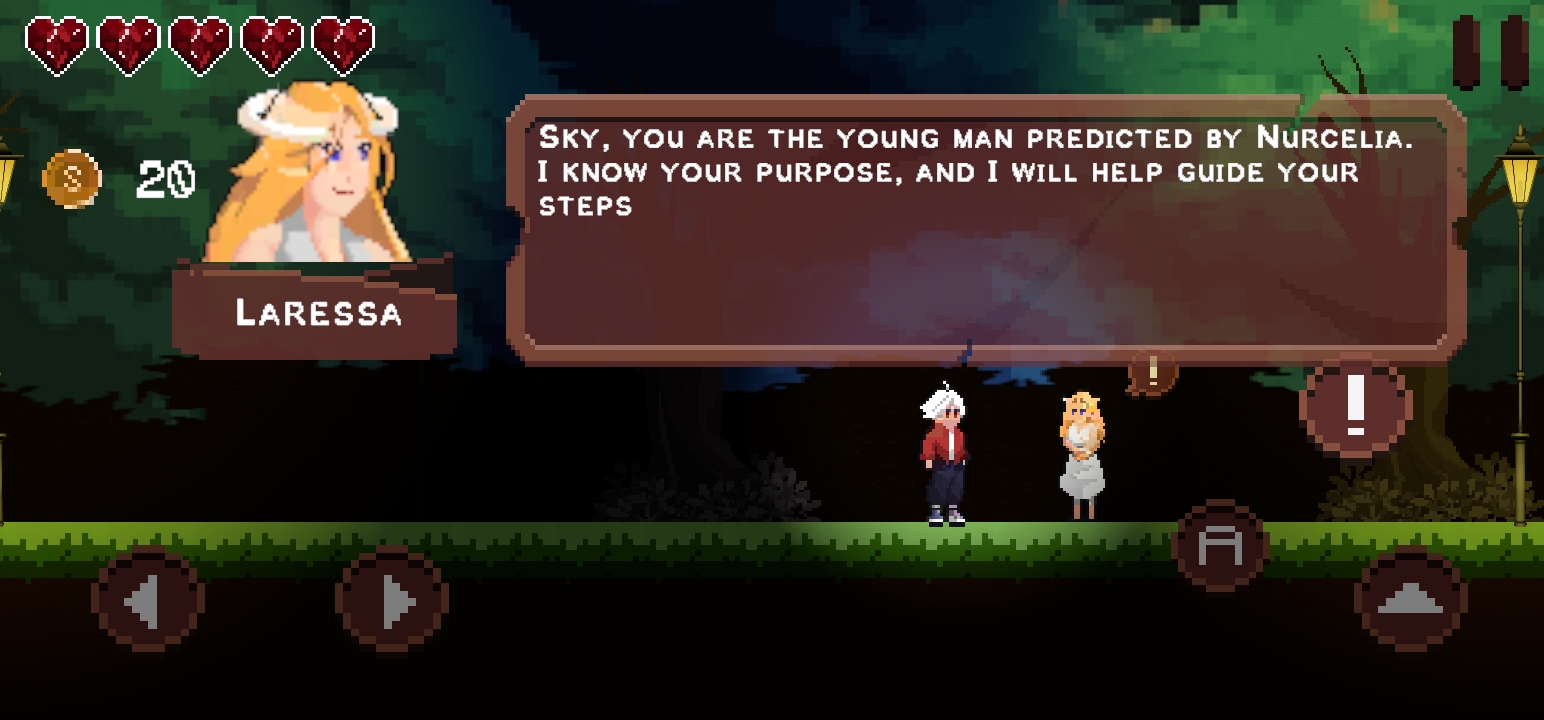 20
Sky, you are the young man predicted by Nurcelia.
I know your purpose, and I will help guide your
steps
Laressa
!
!
A